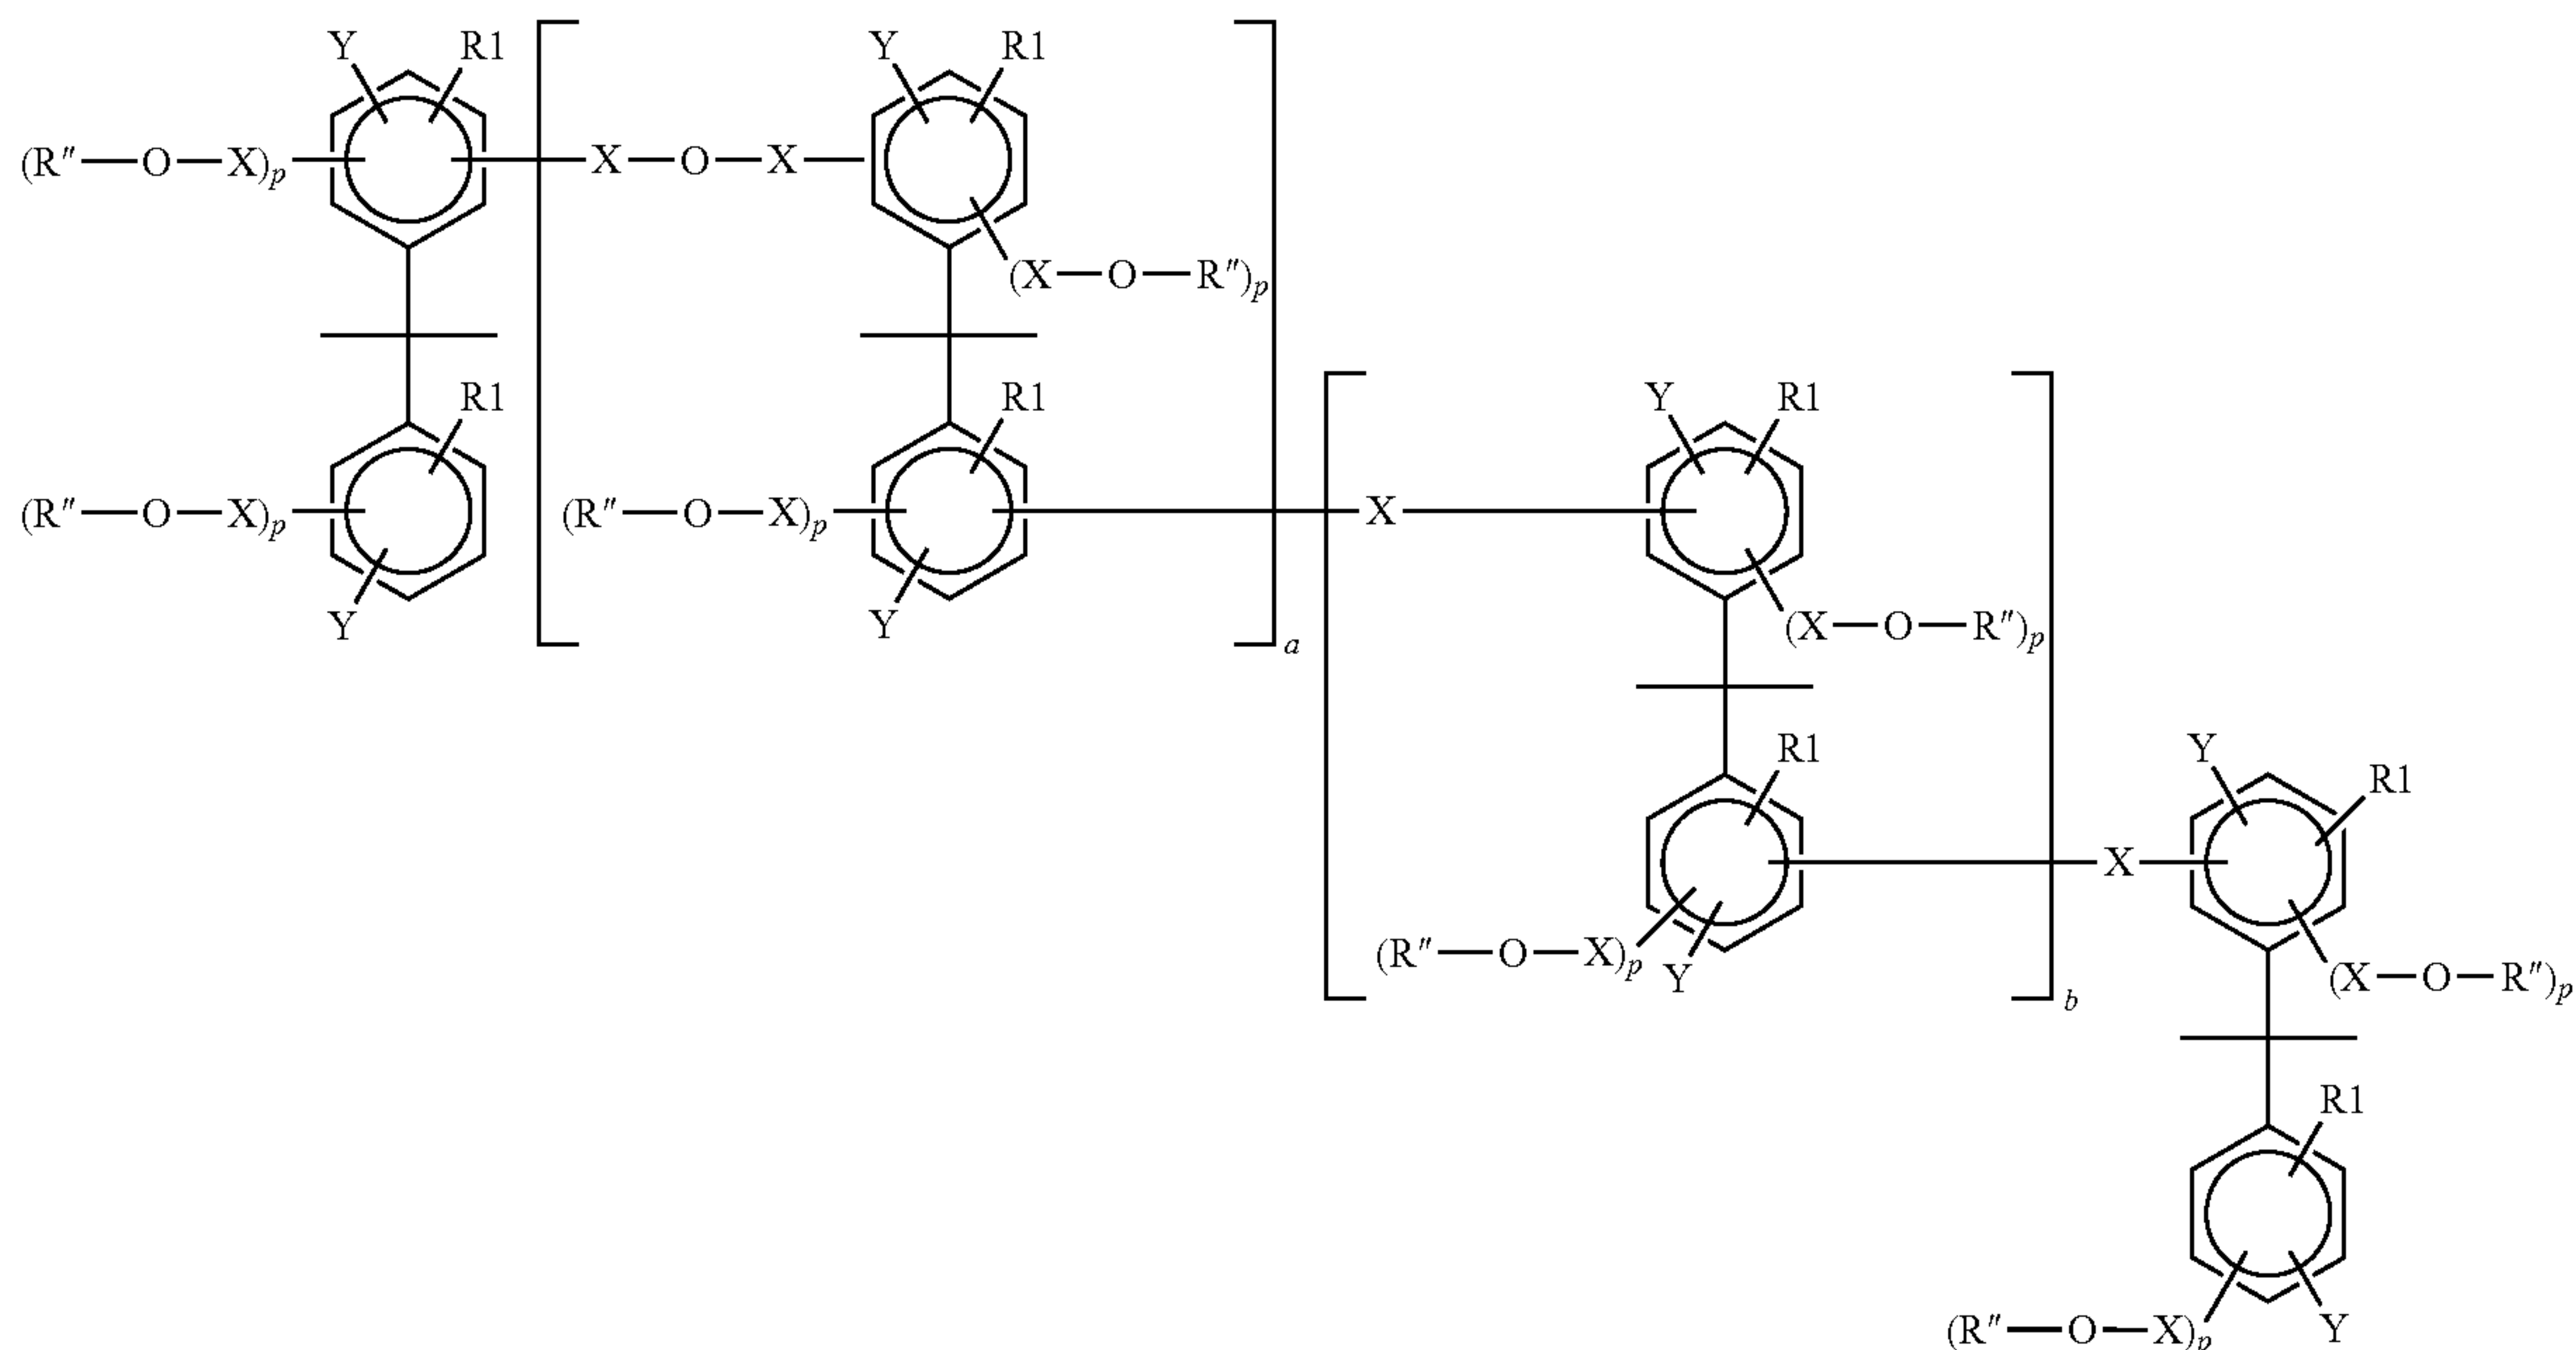 Y R1 Y R1
(R″—O—X)p X—O—X
(X—O—R″)p
R1 R1 Y R1
(R″—O—X)p (R″—O—X)p X
Y Y a (X—O—R″)p
R1 Y R1
X
(R″—O—X)p Y b (X—O—R″)p
R1
(R″—O—X)p Y